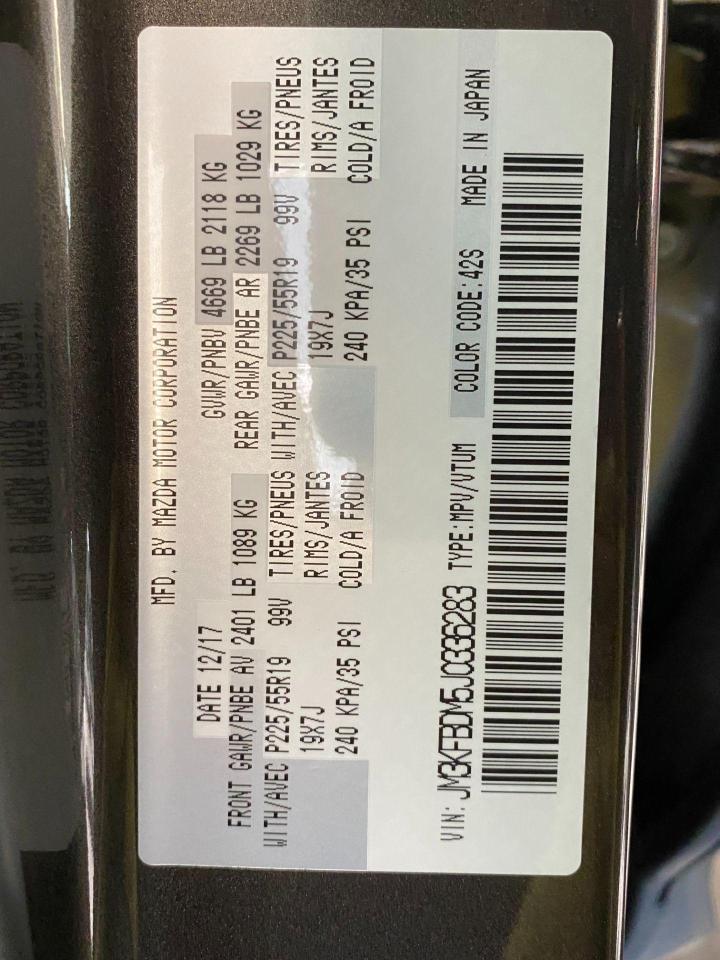 MFD. BY MAZDA MOTOR CORPORATION
DATE 12/17 GVWR/PNBV 4669 LB 2118 KG
FRONT GAWR/PNBE AV 2401 LB 1089 KG REAR GAWR/PNBE AR 2269 LB 1029 KG
WITH/AVEC P225/55R19 99V TIRES/PNEUS WITH/AVEC P225/55R19 99V TIRES/PNEUS
19X7J RIMS/JANTES 19X7J RIMS/JANTES
240 KPA/35 PSI COLD/A FROID 240 KPA/35 PSI COLD/A FROID
VIN: JM3KFBDM5J0336283 TYPE:MPV/VTUM COLOR CODE:42S MADE IN JAPAN